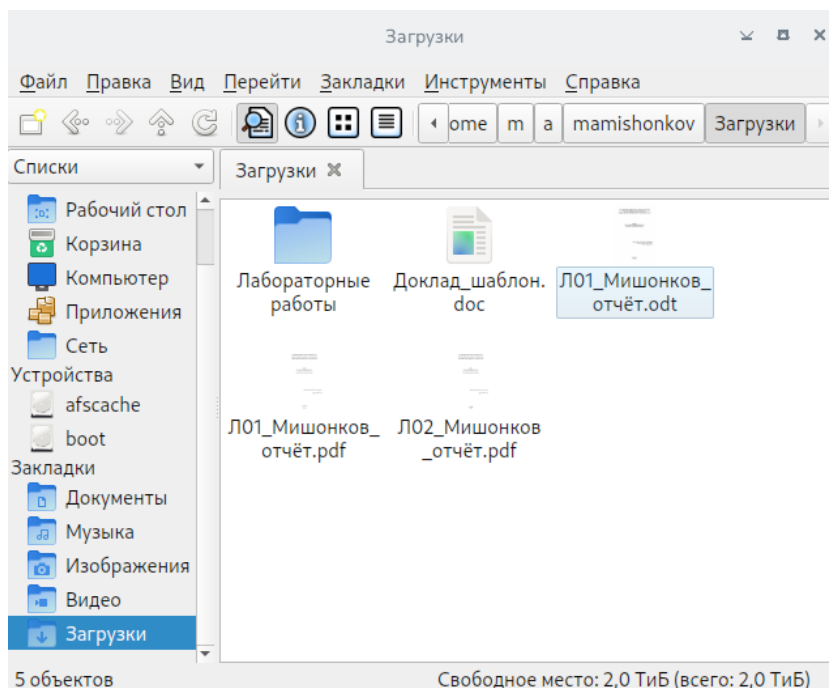 Загрузки
Файл Правка Вид Перейти Закладки Инструменты Справка
ome m a mamishonkov Загрузки
Списки
Загрузки
Рабочий стол
Корзина
Компьютер
Приложения
Сеть
Устройства
afscache
boot
Закладки
Документы
Музыка
Изображения
Видео
Загрузки
Лабораторные
работы
Доклад_шаблон.
doc
Л01_Мишонков_
отчёт.odt
Л01_Мишонков_
отчёт.pdf
Л02_Мишонков
_отчёт.pdf
5 объектов
Свободное место: 2,0 ТиБ (всего: 2,0 ТиБ)